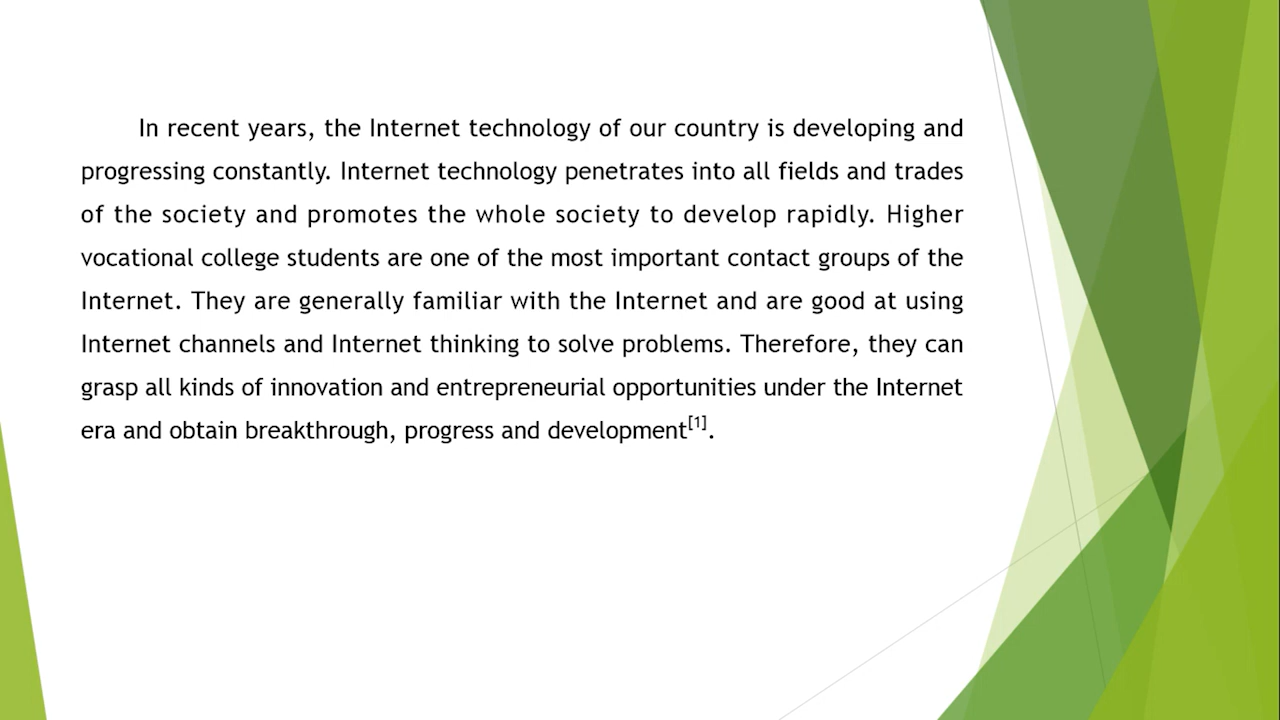 In recent years, the Internet technology of our country is developing and
progressing constantly. Internet technology penetrates into all fields and trades
of the society and promotes the whole society to develop rapidly. Higher
vocational college students are one of the most important contact groups of the
Internet. They are generally familiar with the Internet and are good at using
Internet channels and Internet thinking to solve problems. Therefore, they can
grasp all kinds of innovation and entrepreneurial opportunities under the Internet
era and obtain breakthrough, progress and development[1].